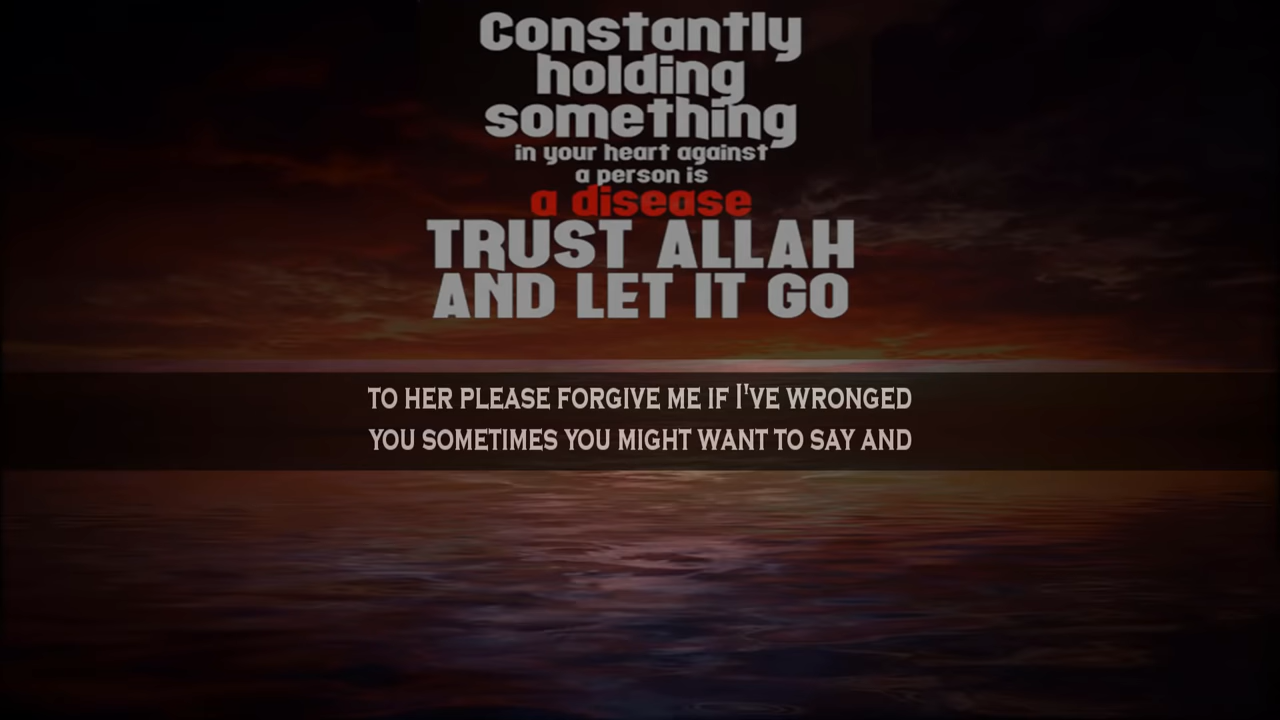 Constantly
holding
something
in your heart against
a person is
a disease
TRUST ALLAH
AND LET IT GO
TO HER PLEASE FORGIVE ME IF I'VE WRONGED
YOU SOMETIMES YOU MIGHT WANT TO SAY AND